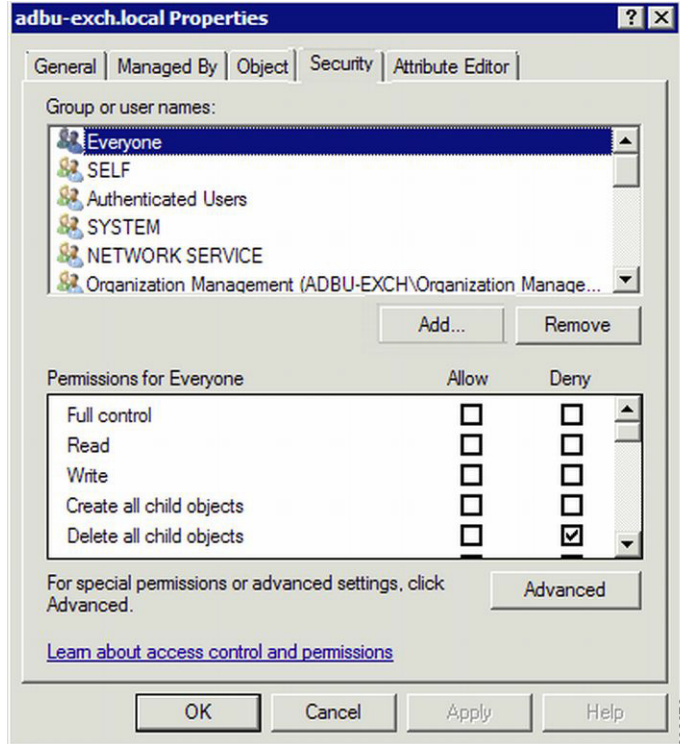 adbu-exch.local Properties
General Managed By Object Security Attribute Editor
Group or user names:
Everyone
SELF
Authenticated Users
SYSTEM
NETWORK SERVICE
Organization Management (ADBU-EXCH\Organization Manage...
Add... Remove
Permissions for Everyone Allow Deny
Full control
Read
Write
Create all child objects
Delete all child objects
For special permissions or advanced settings, click
Advanced.
Advanced
Learn about access control and permissions
OK Cancel Apply Help